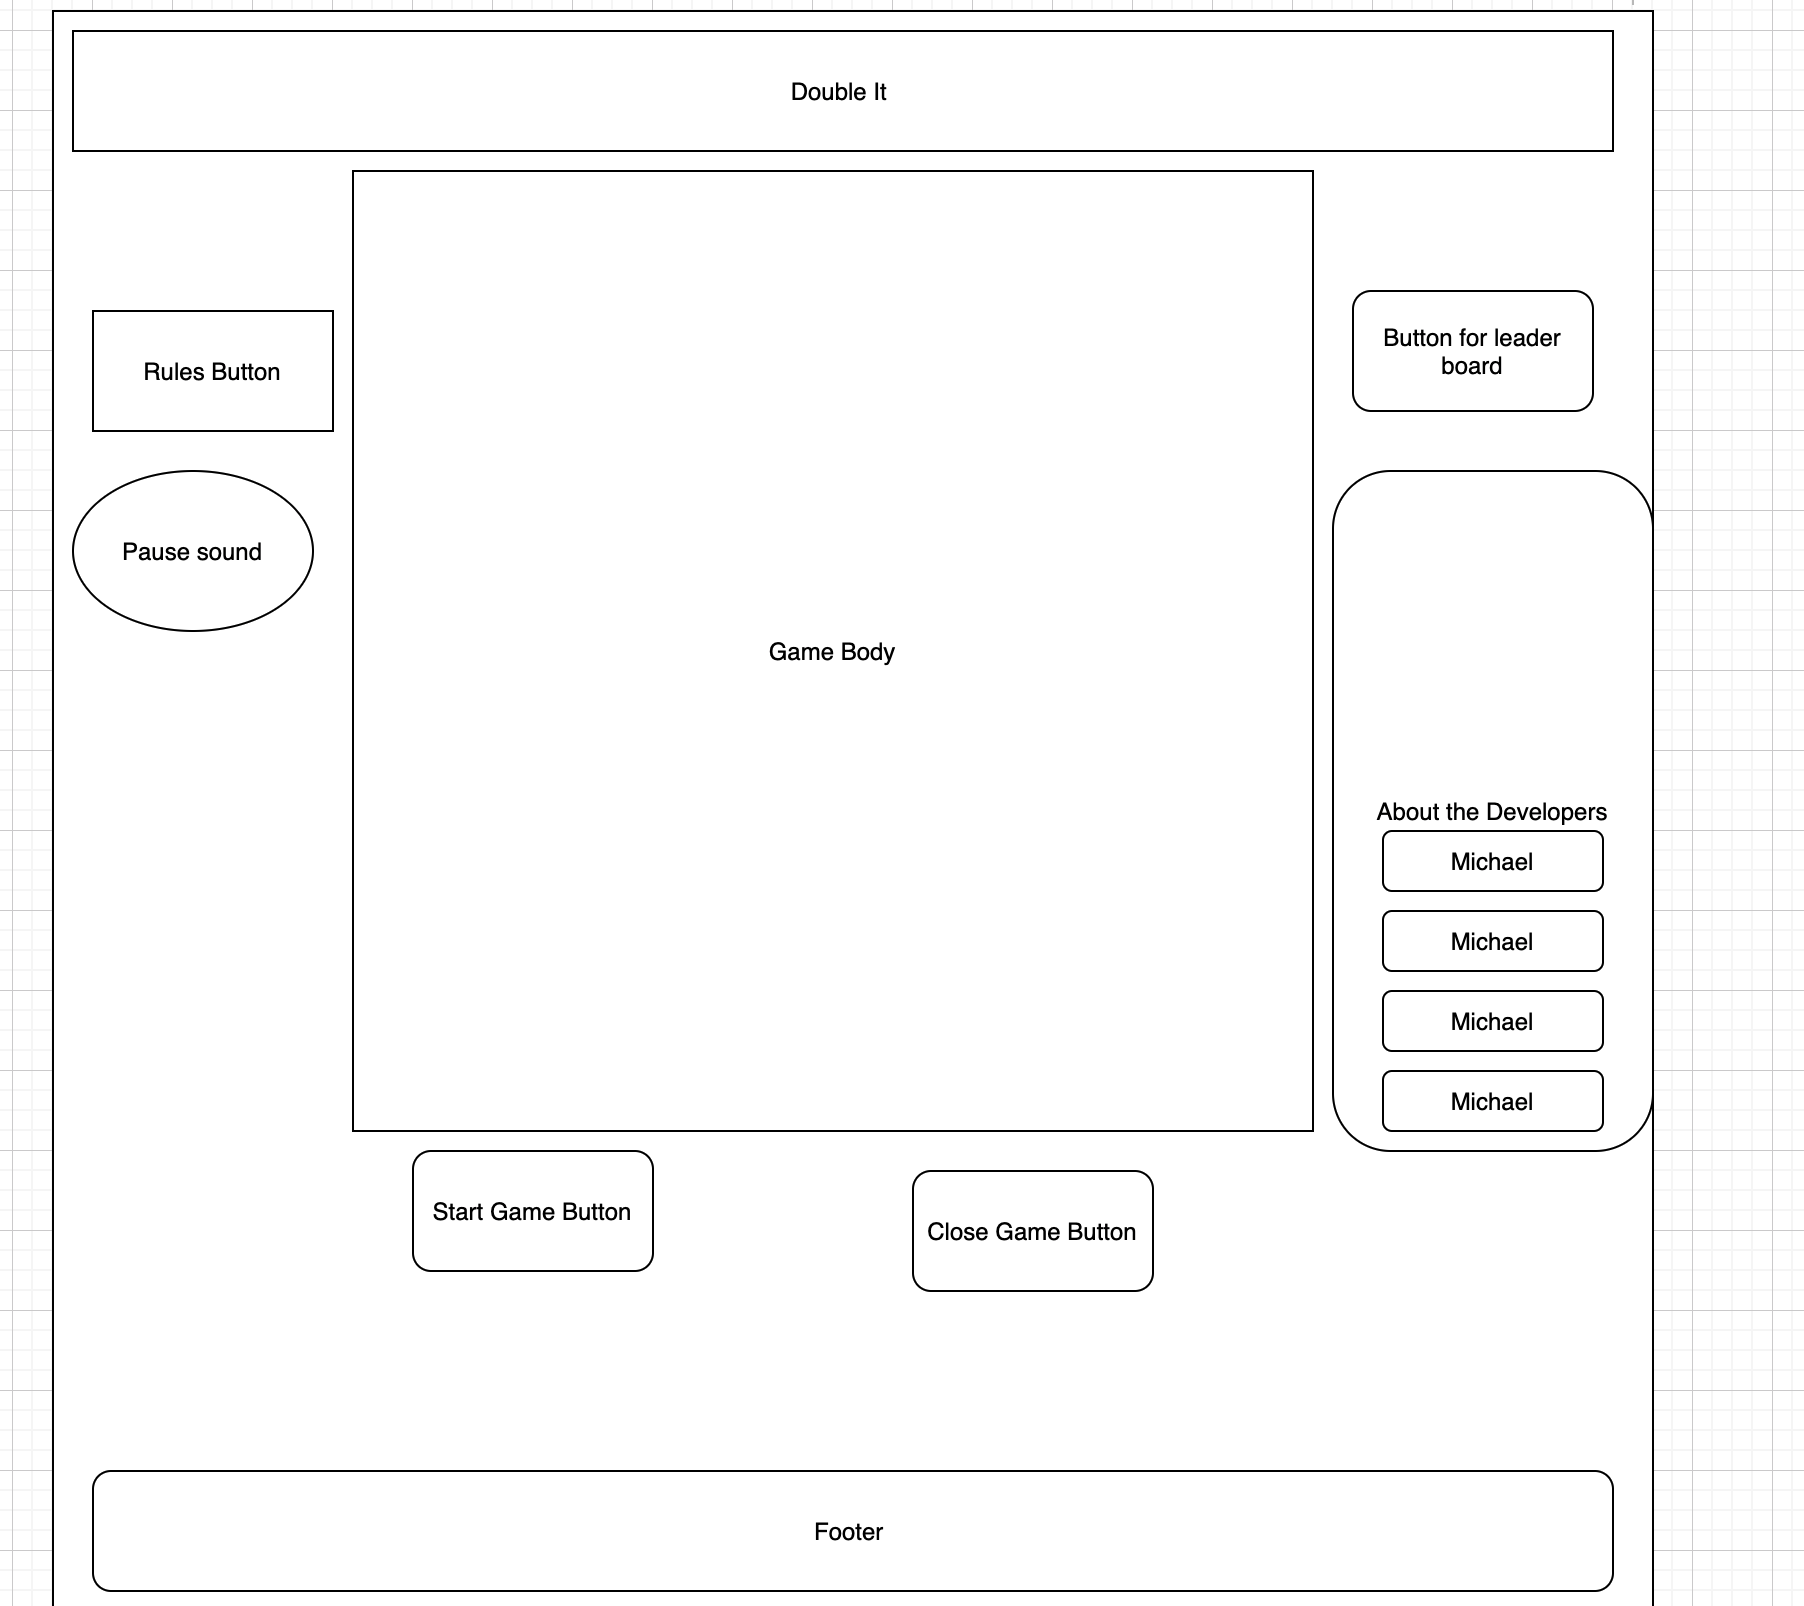 Double It
Rules Button
Button for leader
board
Pause sound
Game Body
About the Developers
Michael
Michael
Michael
Michael
Start Game Button
Close Game Button
Footer